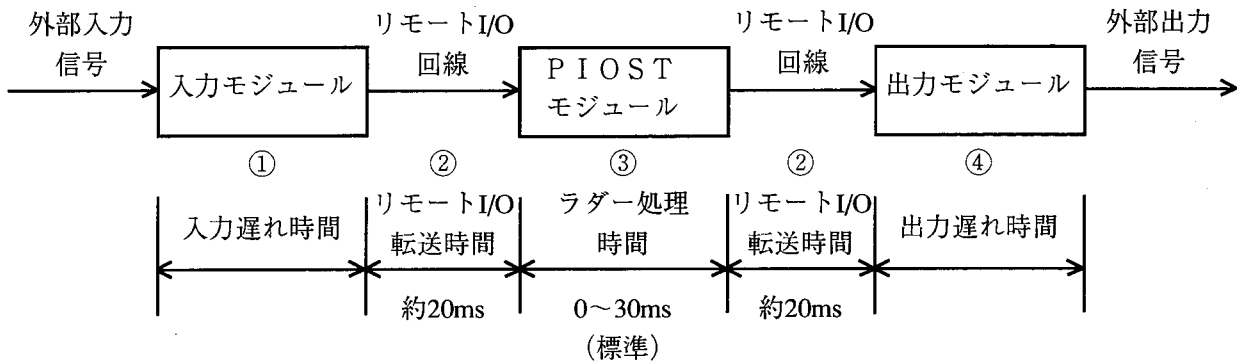 外部入力
信号
入力モジュール
リモートI/O
回線
PIOST
モジュール
リモートI/O
回線
出力モジュール
外部出力
信号
①
②
③
②
④
入力遅れ時間
リモートI/O
転送時間
ラダー処理
時間
リモートI/O
転送時間
出力遅れ時間
約20ms
0～30ms
(標準)
約20ms